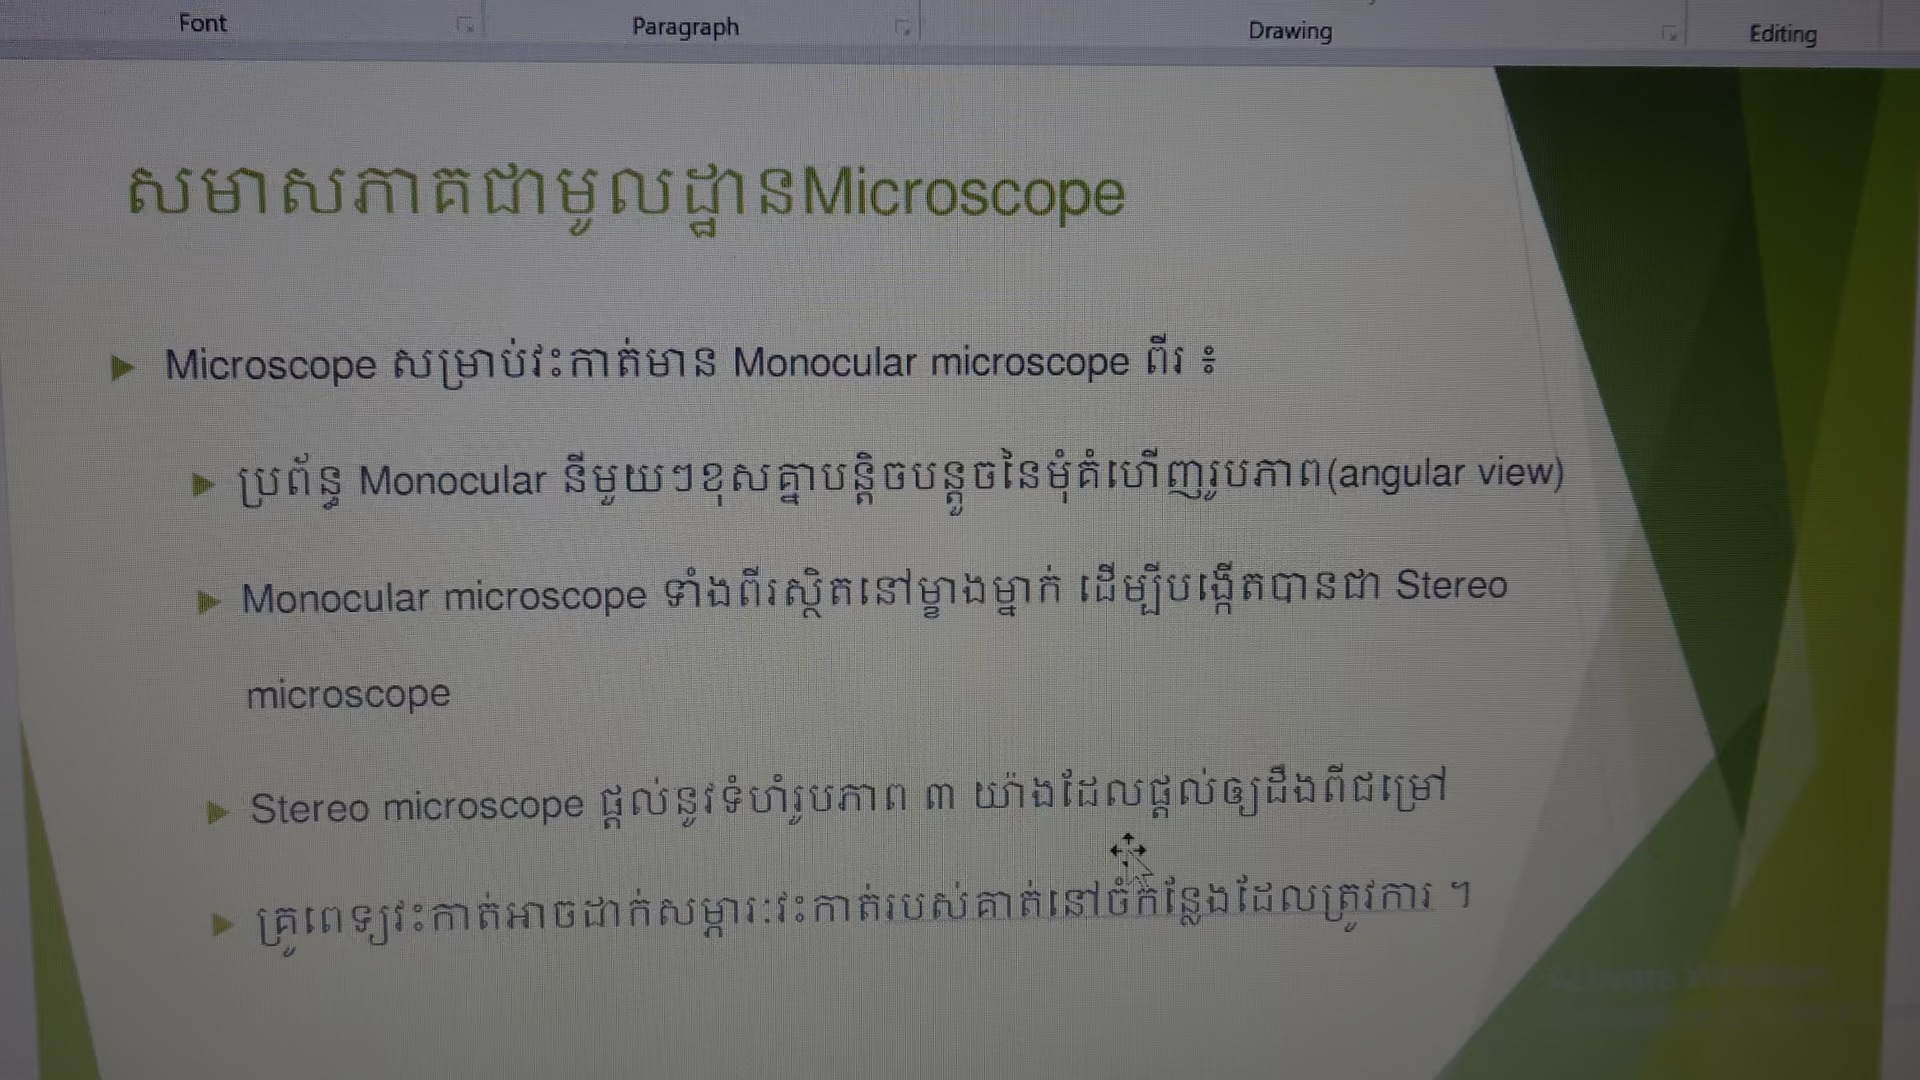 Font Paragraph Drawing Editing
សមាសភាគជាមូលដ្ឋានMicroscope
Microscope សម្រាប់វះកាត់មាន Monocular microscope ពីរ ៖
ប្រព័ន្ធ Monocular នីមួយៗខុសគ្នាបន្តិចបន្តួចនៃមុំគំហើញរូបភាព(angular view)
Monocular microscope ទាំងពីរស្ថិតនៅម្ខាងម្នាក់ ដើម្បីបង្កើតបានជា Stereo
microscope
Stereo microscope ផ្តល់នូវទំហំរូបភាព ៣ យ៉ាងដែលផ្តល់ឲ្យដឹងពីជម្រៅ
គ្រូពេទ្យវះកាត់អាចដាក់សម្ភារៈវះកាត់របស់គាត់នៅចំកន្លែងដែលត្រូវការ ។